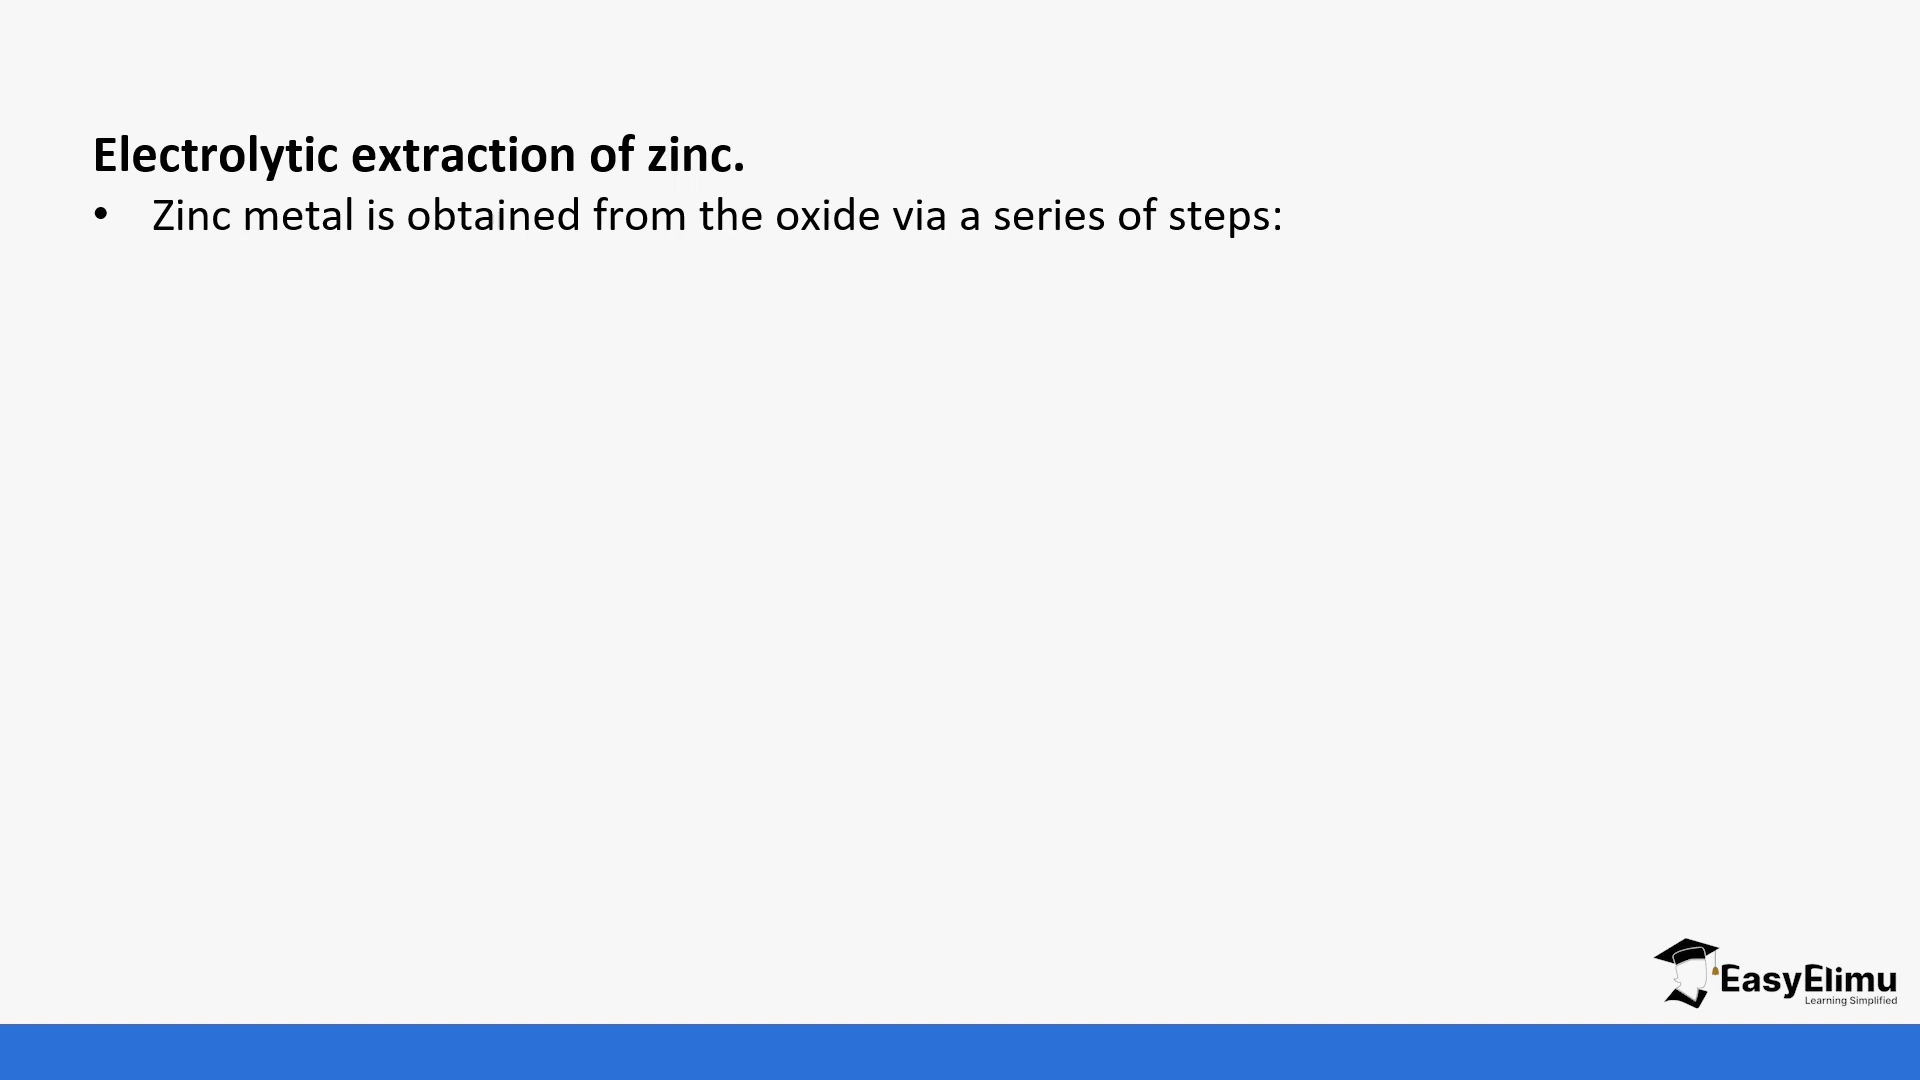 Electrolytic extraction of zinc.
• Zinc metal is obtained from the oxide via a series of steps:
EasyElimu
Learning Simplified